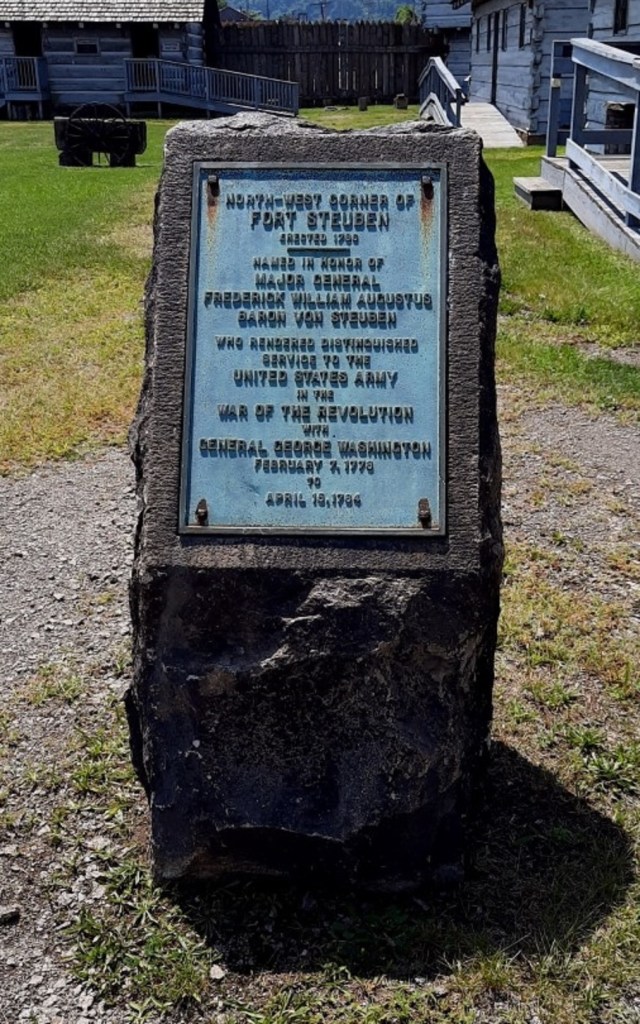 NORTH-WEST CORNER OF
FORT STEUBEN
ERECTED
NAMED IN HONOR OF
MAJOR GENERAL
FREDERICK WILLIAM AUGUSTUS
BARON VON STEUBEN
WHO RENDERED DISTINGUISHED
SERVICE TO THE
UNITED STATES ARMY
IN THE
WAR OF THE REVOLUTION
WITH
GENERAL GEORGE WASHINGTON
FEBRUARY 7, 1778
TO
APRIL 15, 1784